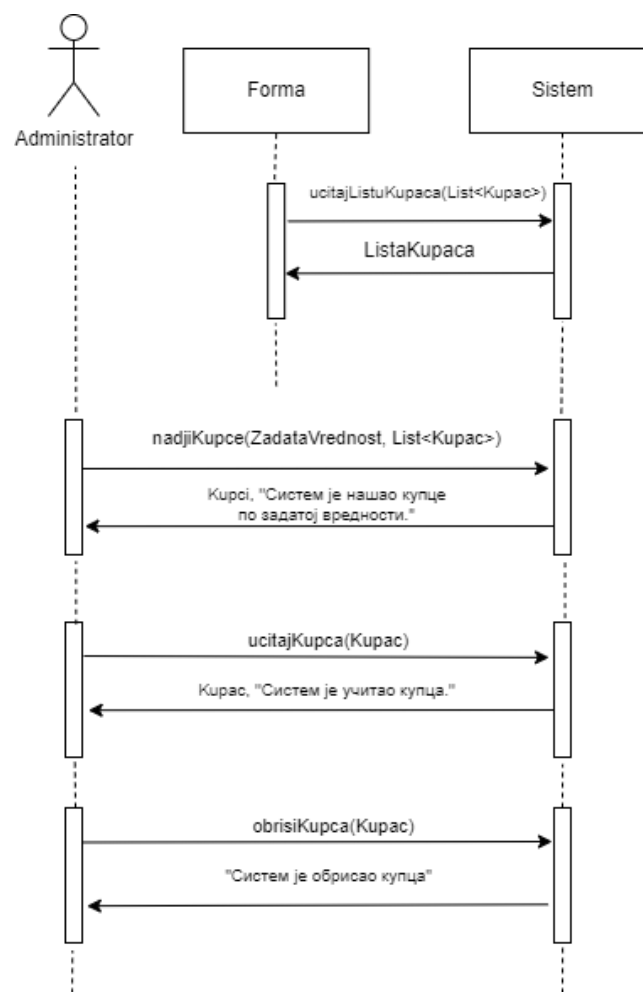 Administrator
Forma
Sistem
ucitajListuKupaca(List<Kupac>)
ListaKupaca
nadjiKupce(ZadataVrednost, List<Kupac>)
Kupci, "Систем је нашао купце
по задатој вредности."
ucitajKupca(Kupac)
Kupac, "Систем је учитао купца."
obrisiKupca(Kupac)
"Систем је обрисао купца"